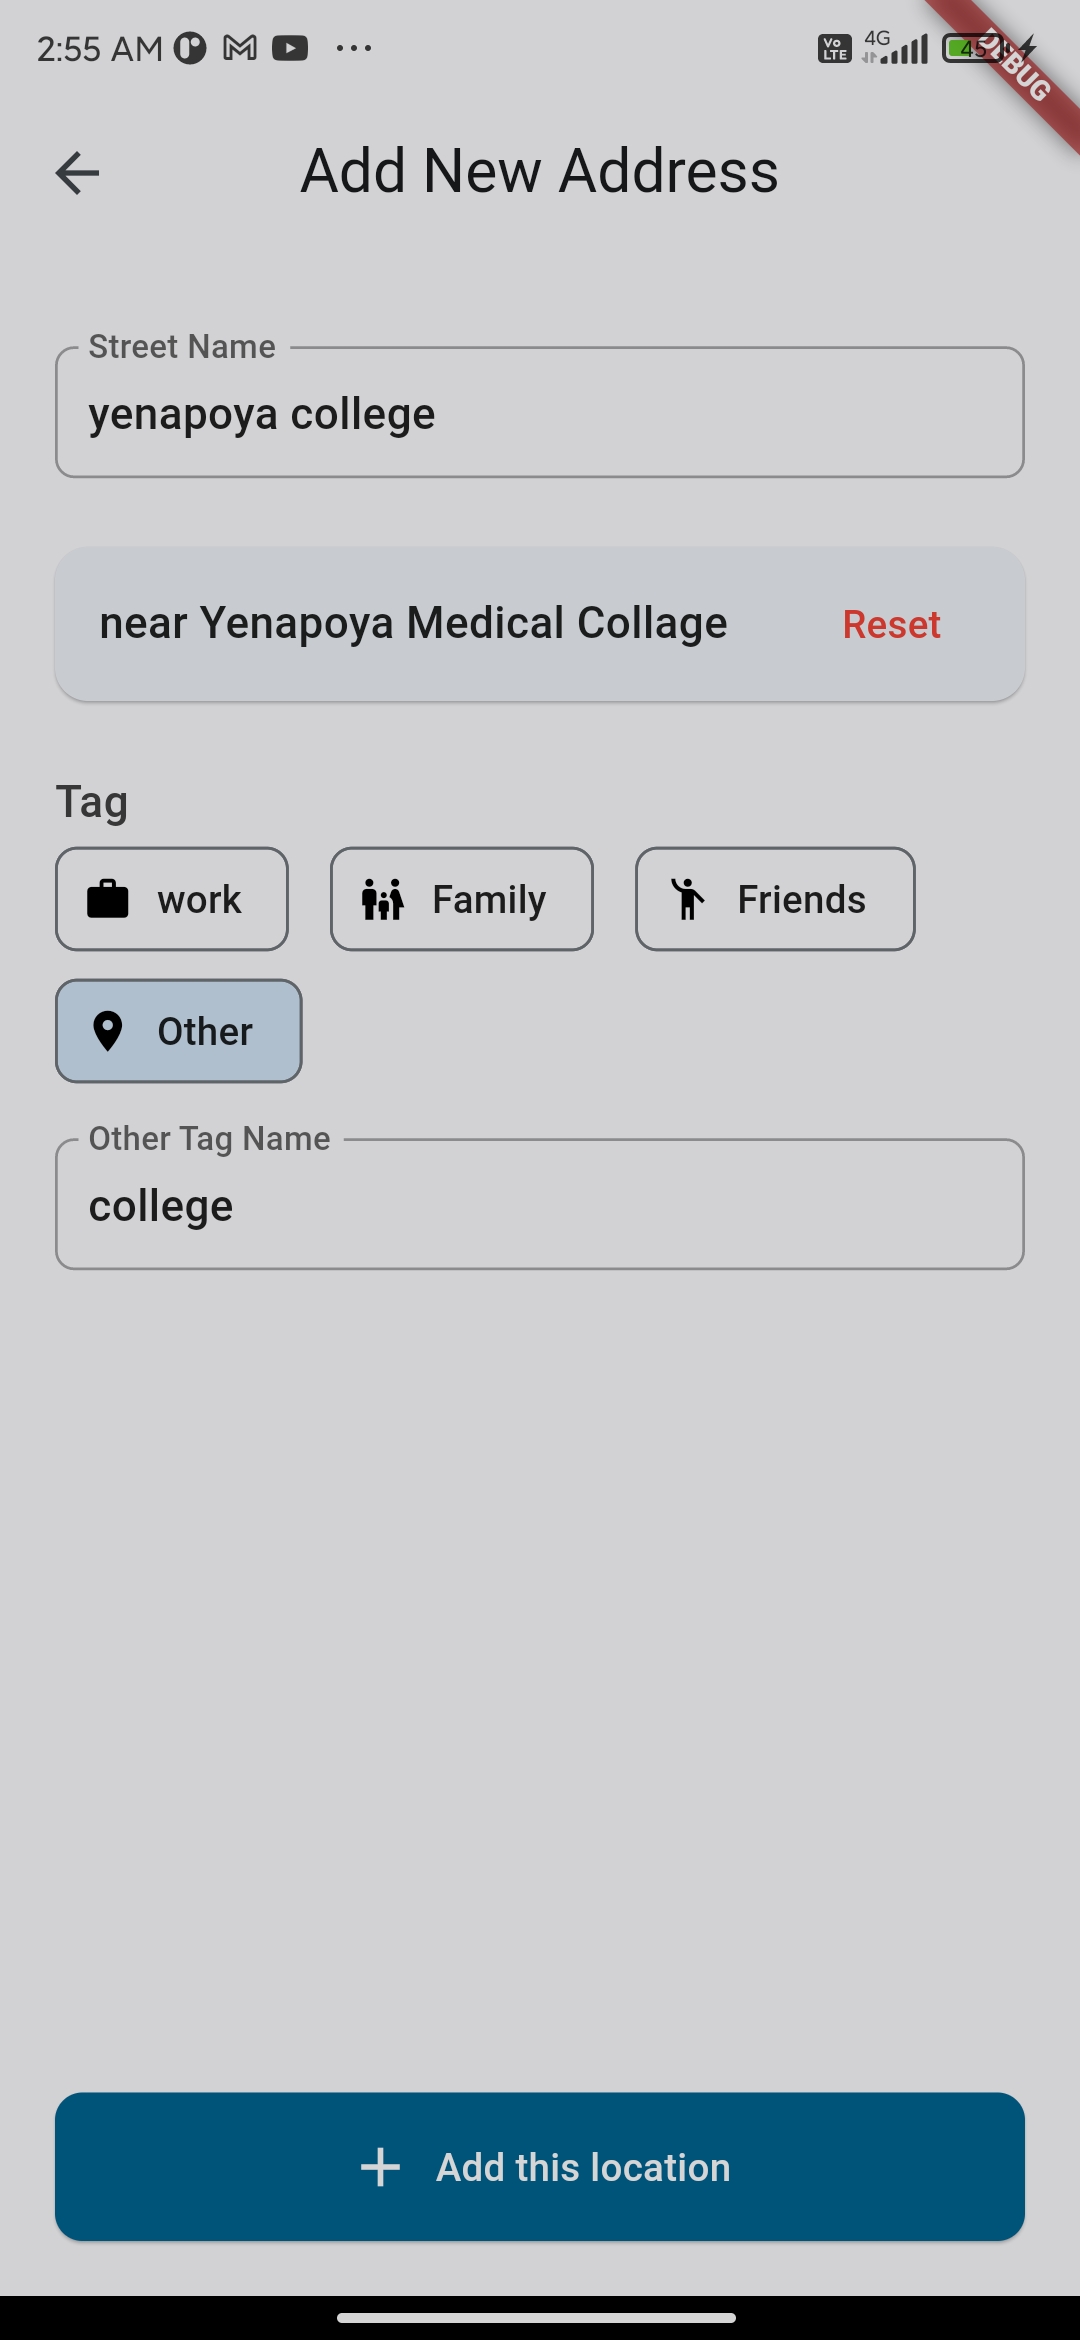 2:55 AM
Vo
LTE
4G
45
DEBUG
Add New Address
Street Name
yenapoya college
near Yenapoya Medical Collage
Reset
Tag
work
Family
Friends
Other
Other Tag Name
college
Add this location